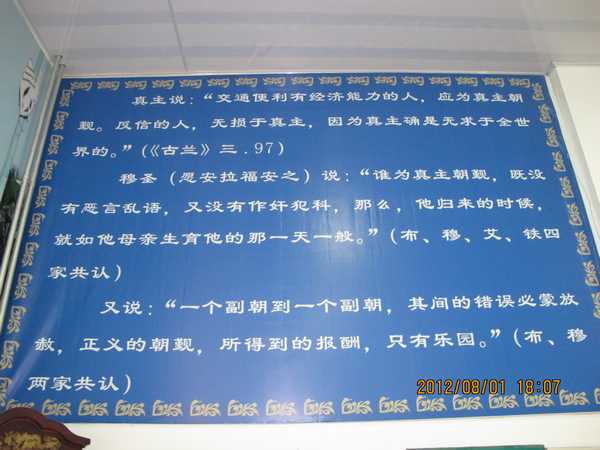 真主说：“交通便利有经济能力的人，应为真主朝
觐。反信的人，无损于真主，因为真主确是无求于全世
界的。”(《古兰》三.97)
穆圣（愿安拉福安之）说：“谁为真主朝觐，既没
有恶言乱语，又没有作奸犯科，那么，他归来的时候，
就如他母亲生育他的那一天一般。”（布、穆、艾、铁四
家共认）
又说：“一个副朝到一个副朝，其间的错误必蒙放
赦，正义的朝觐，所得到的报酬，只有乐园。”（布、穆
两家共认）
2012/08/01 18:07